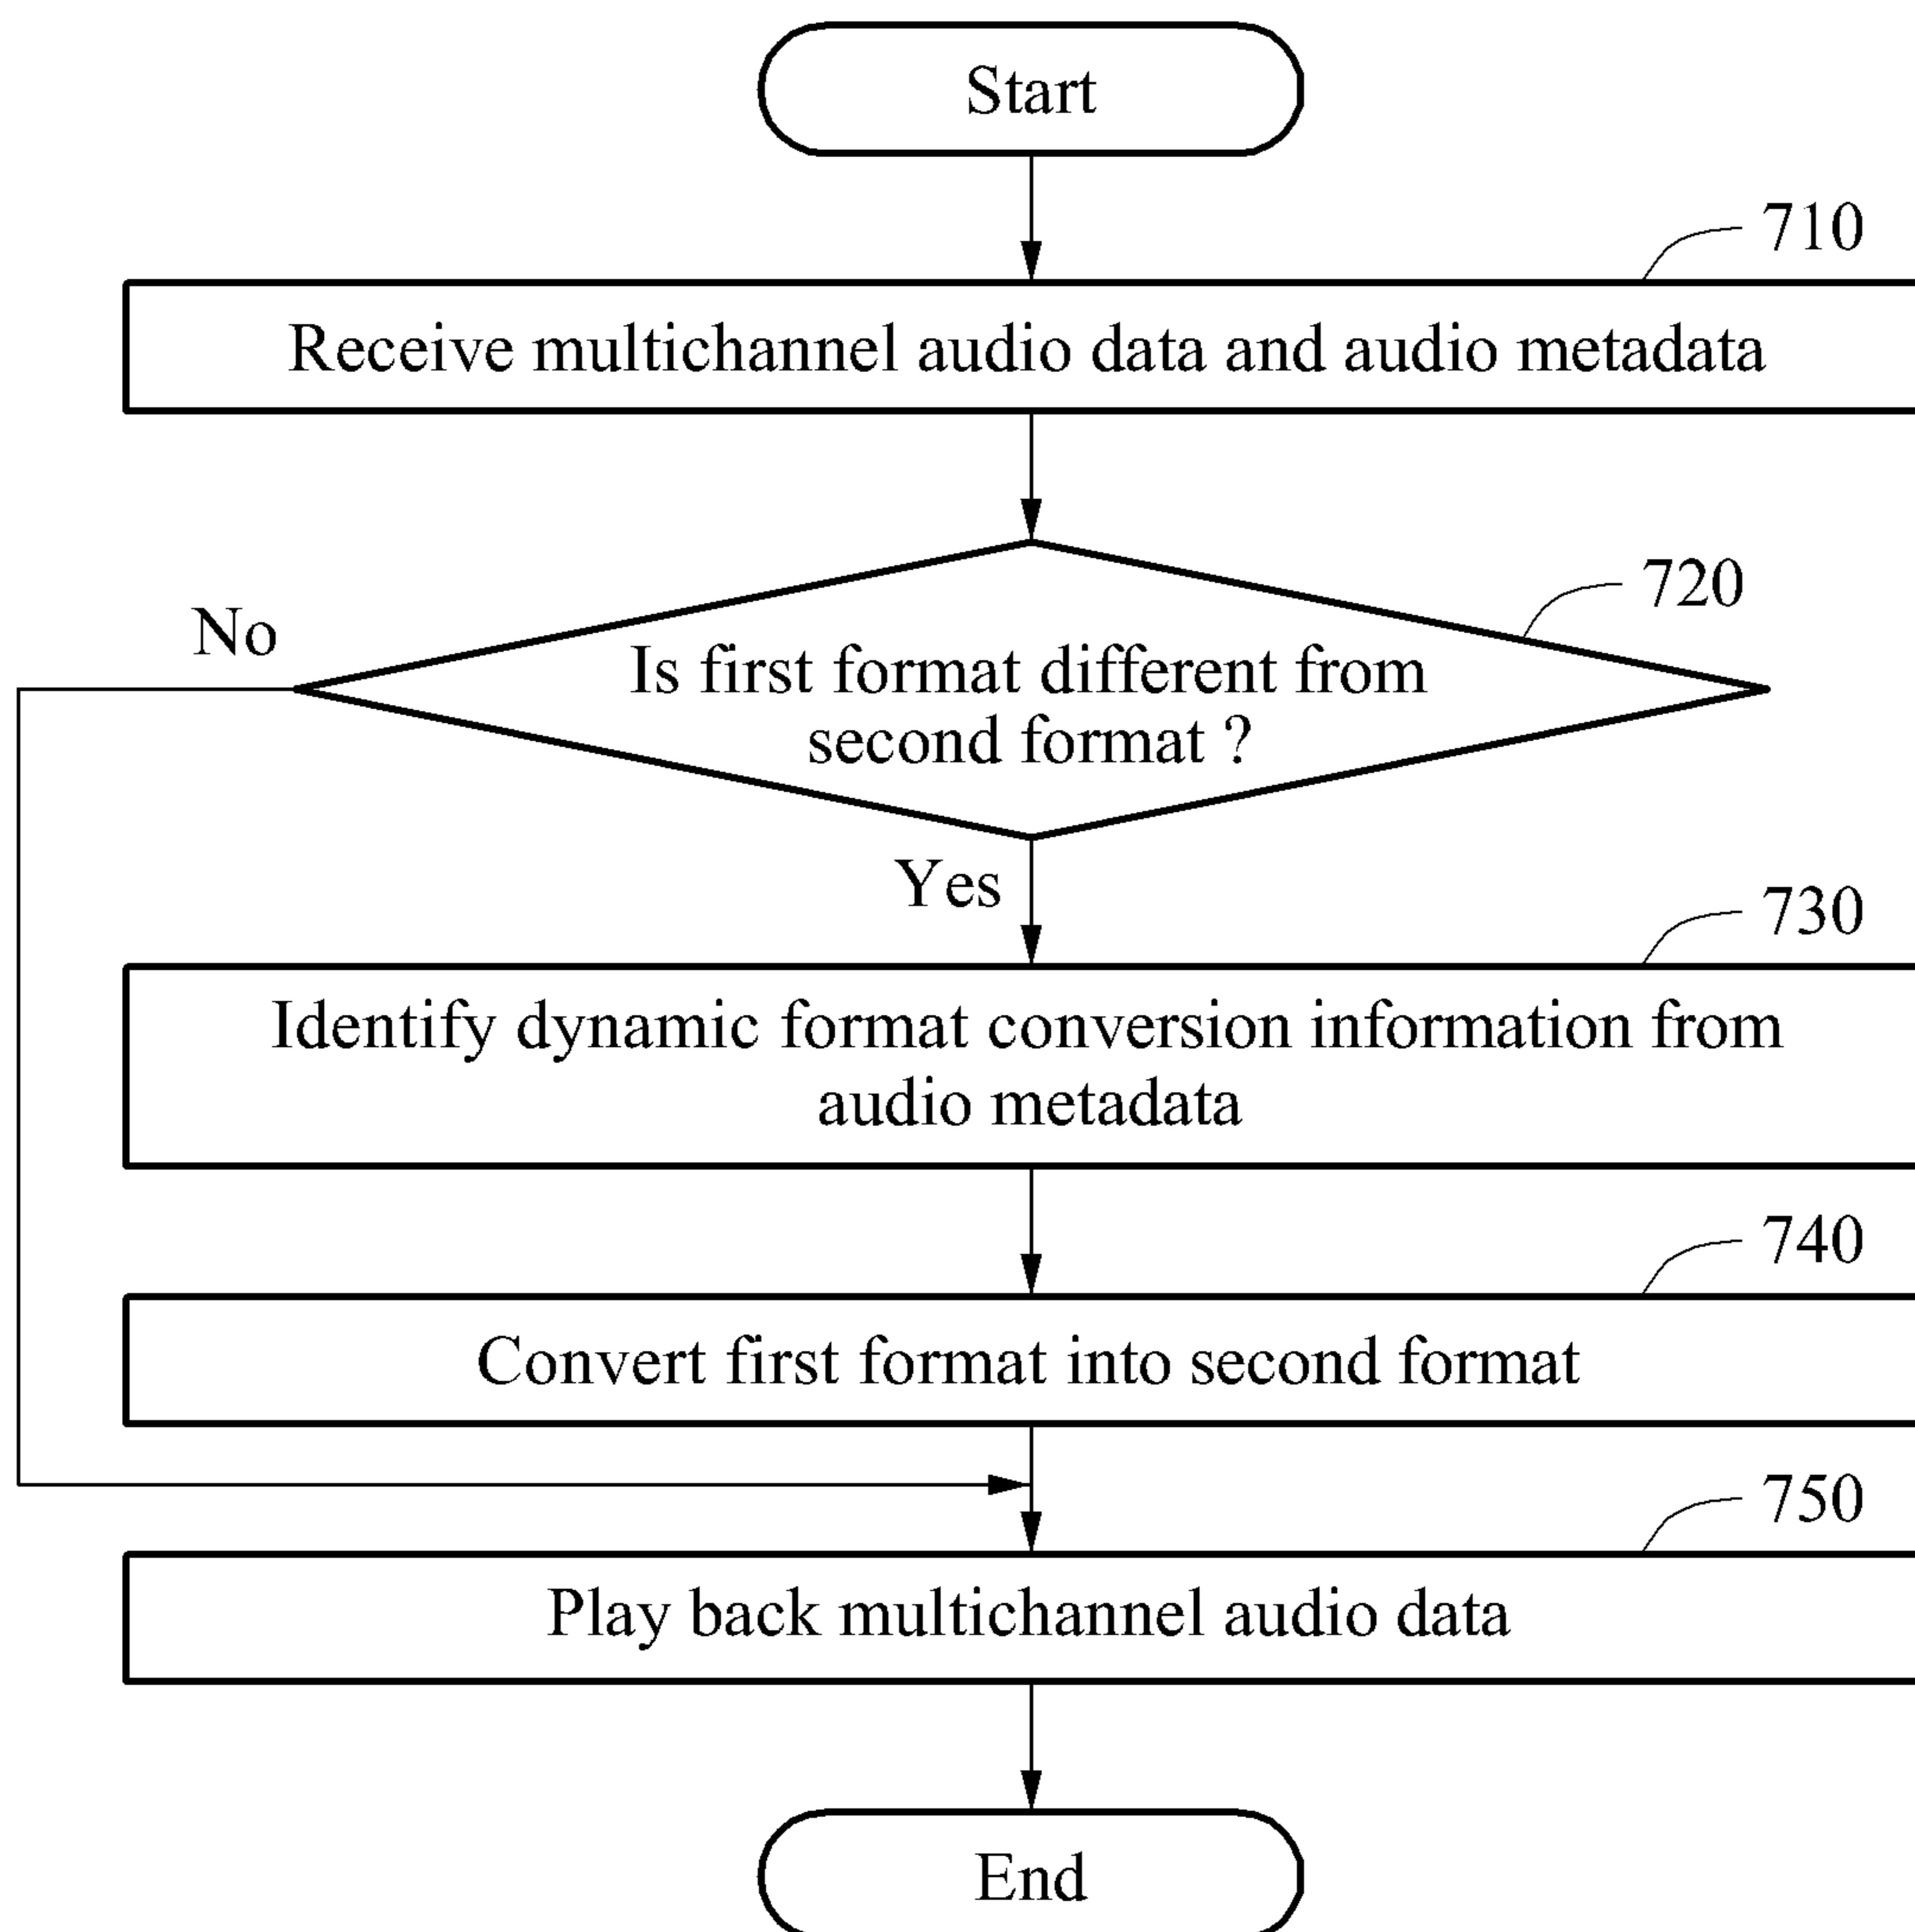 Start
710
Receive multichannel audio data and audio metadata
720
No
Is first format different from
second format ?
Yes
730
Identify dynamic format conversion information from
audio metadata
740
Convert first format into second format
750
Play back multichannel audio data
End